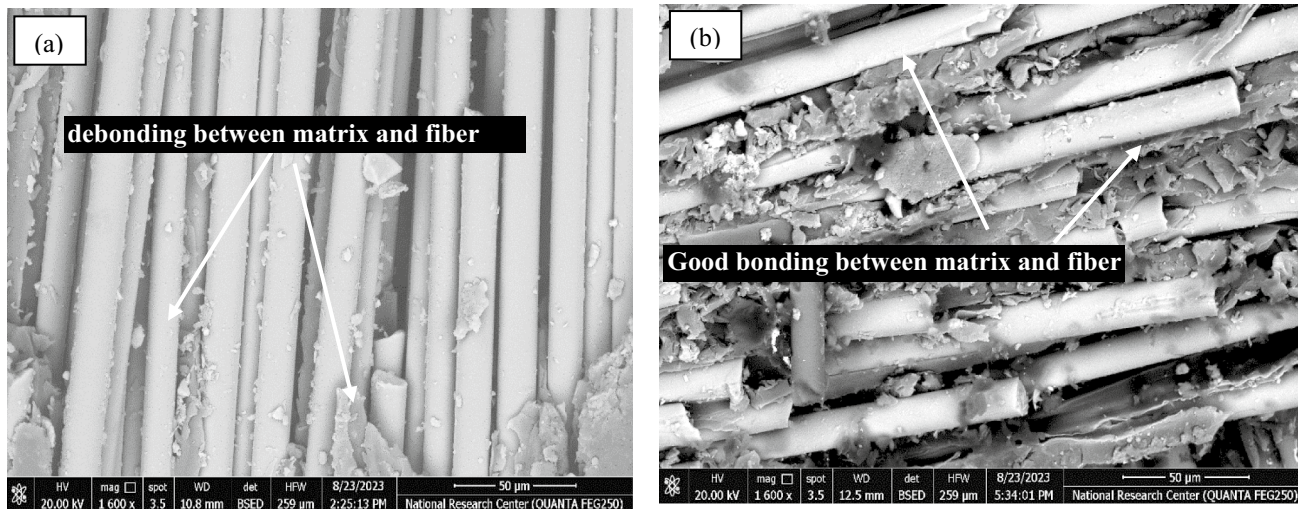 (a)
debonding between matrix and fiber
HV mag □ spot WD det HFW 8/23/2023 50 µm
20.00 kV 1 600 x 3.5 10.8 mm BSED 259 µm 2:25:13 PM National Research Center (QUANTA FEG250)
(b)
Good bonding between matrix and fiber
HV mag □ spot WD det HFW 8/23/2023 50 µm
20.00 kV 1 600 x 3.5 12.5 mm BSED 259 µm 5:34:01 PM National Research Center (QUANTA FEG250)